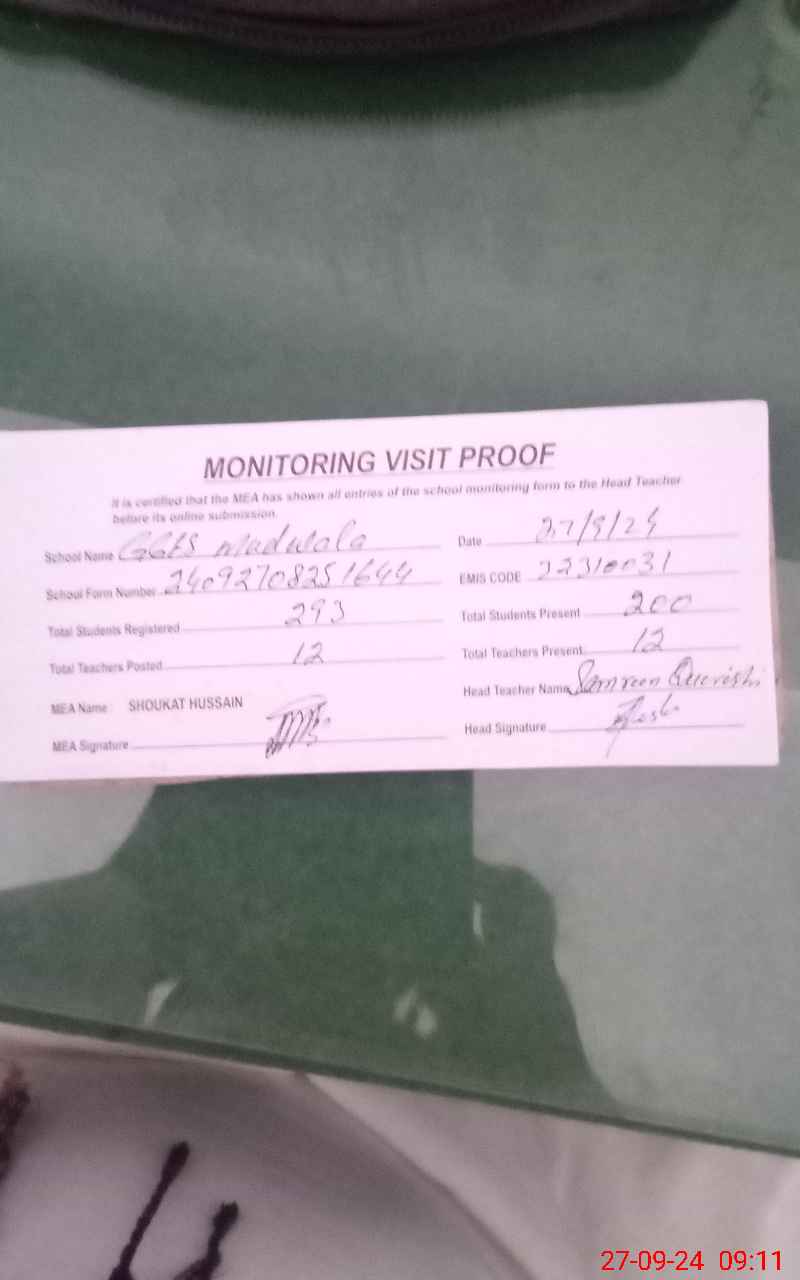 MONITORING VISIT PROOF
It is certified that the MEA has shown all entries of the school monitoring form to the Head Teacher
before its online submission.
School Name GGES Madwala Date 27/9/24
School Form Number 24092708251644 EMIS CODE 32310031
Total Students Registered 293 Total Students Present 200
Total Teachers Posted 12 Total Teachers Present 12
MEA Name SHOUKAT HUSSAIN Head Teacher Name Samreen Qureishi
MEA Signature Head Signature
27-09-24 09:11